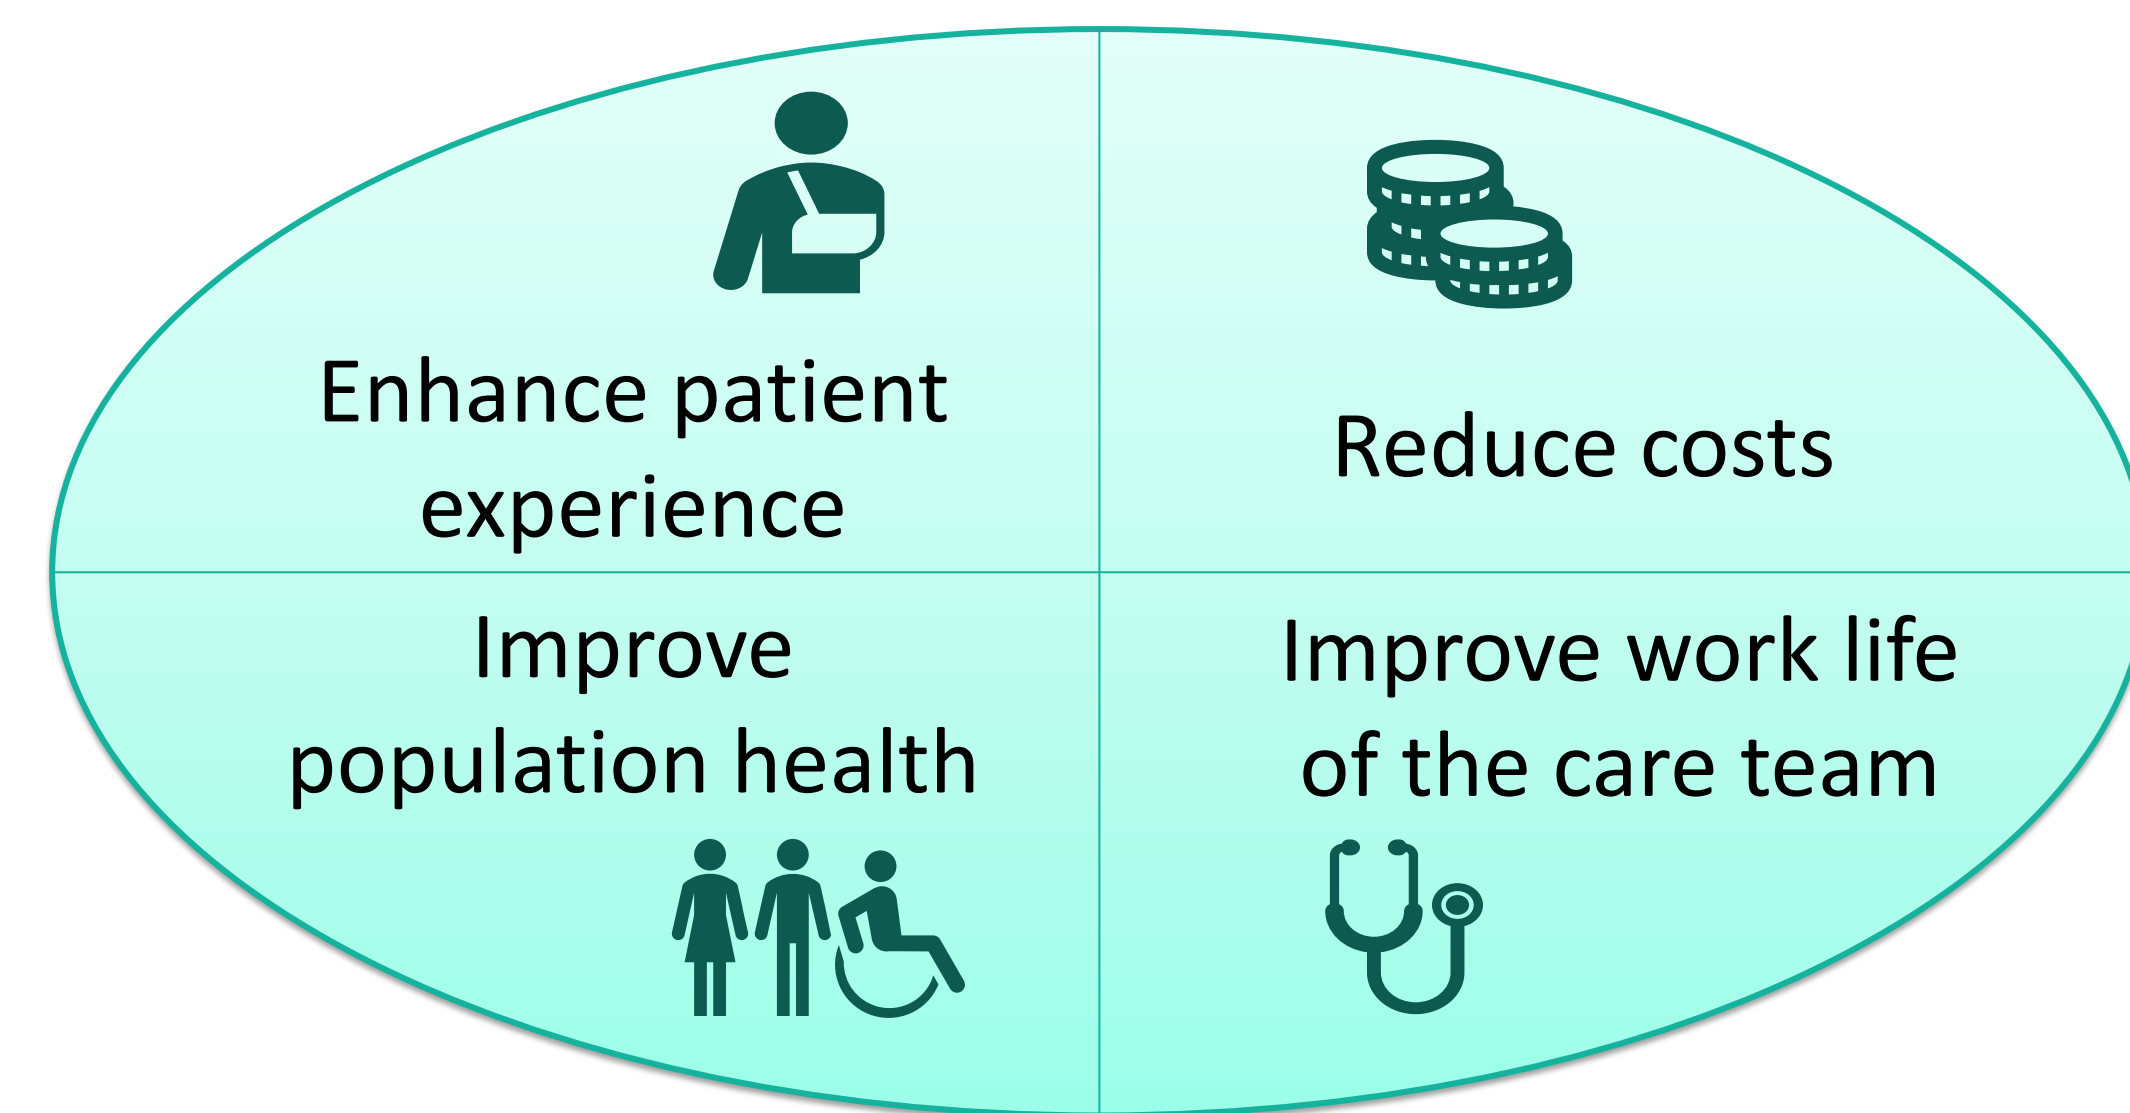 Enhance patient
experience
Reduce costs
Improve
population health
Improve work life
of the care team